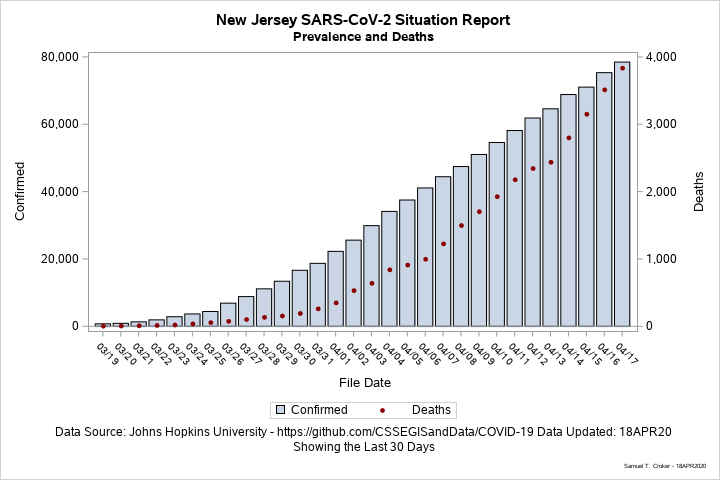 New Jersey SARS-CoV-2 Situation Report
Prevalence and Deaths
80,000
60,000
40,000
20,000
0
Confirmed
4,000
3,000
2,000
1,000
0
Deaths
03/19 03/20 03/21 03/22 03/23 03/24 03/25 03/26 03/27 03/28 03/29 03/30 03/31 04/01 04/02 04/03 04/04 04/05 04/06 04/07 04/08 04/09 04/10 04/11 04/12 04/13 04/14 04/15 04/16 04/17
File Date
Confirmed Deaths
Data Source: Johns Hopkins University - https://github.com/CSSEGISandData/COVID-19 Data Updated: 18APR20
Showing the Last 30 Days
Samuel T. Croker - 18APR2020